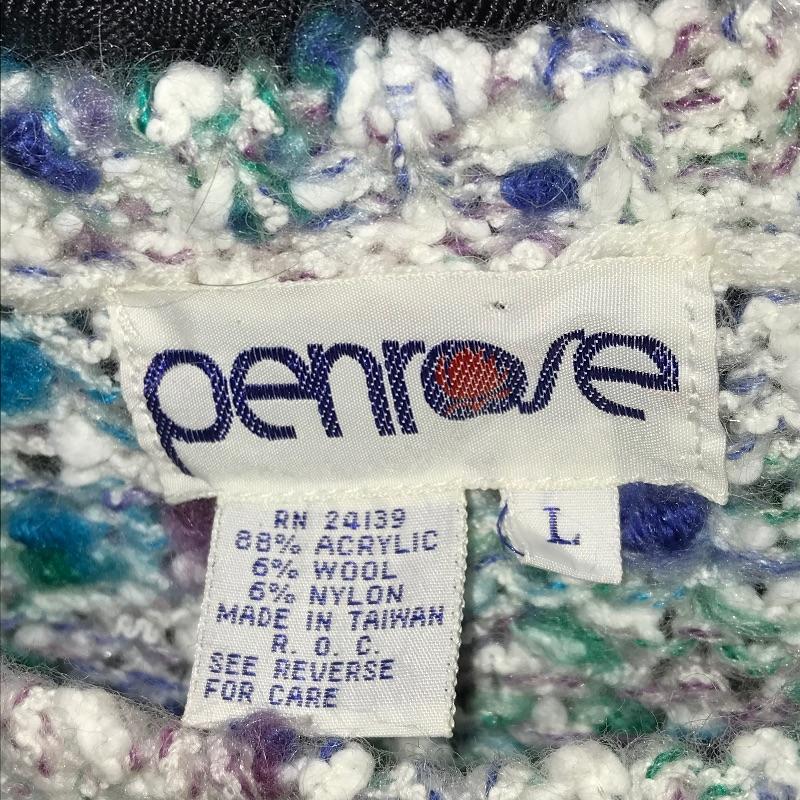 penrose
RN 24139
88% ACRYLIC
6% WOOL
6% NYLON
MADE IN TAIWAN
R. O. C.
SEE REVERSE
FOR CARE
L